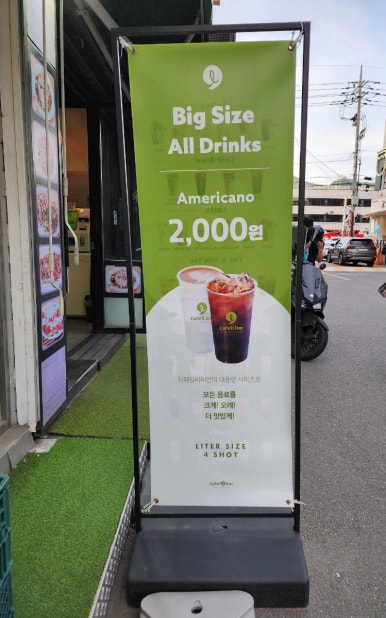 Big Size
All Drinks
Americano
2,000원
모든 음료를
크게! 오래!
더 맛있게!
LITER SIZE
4 SHOT